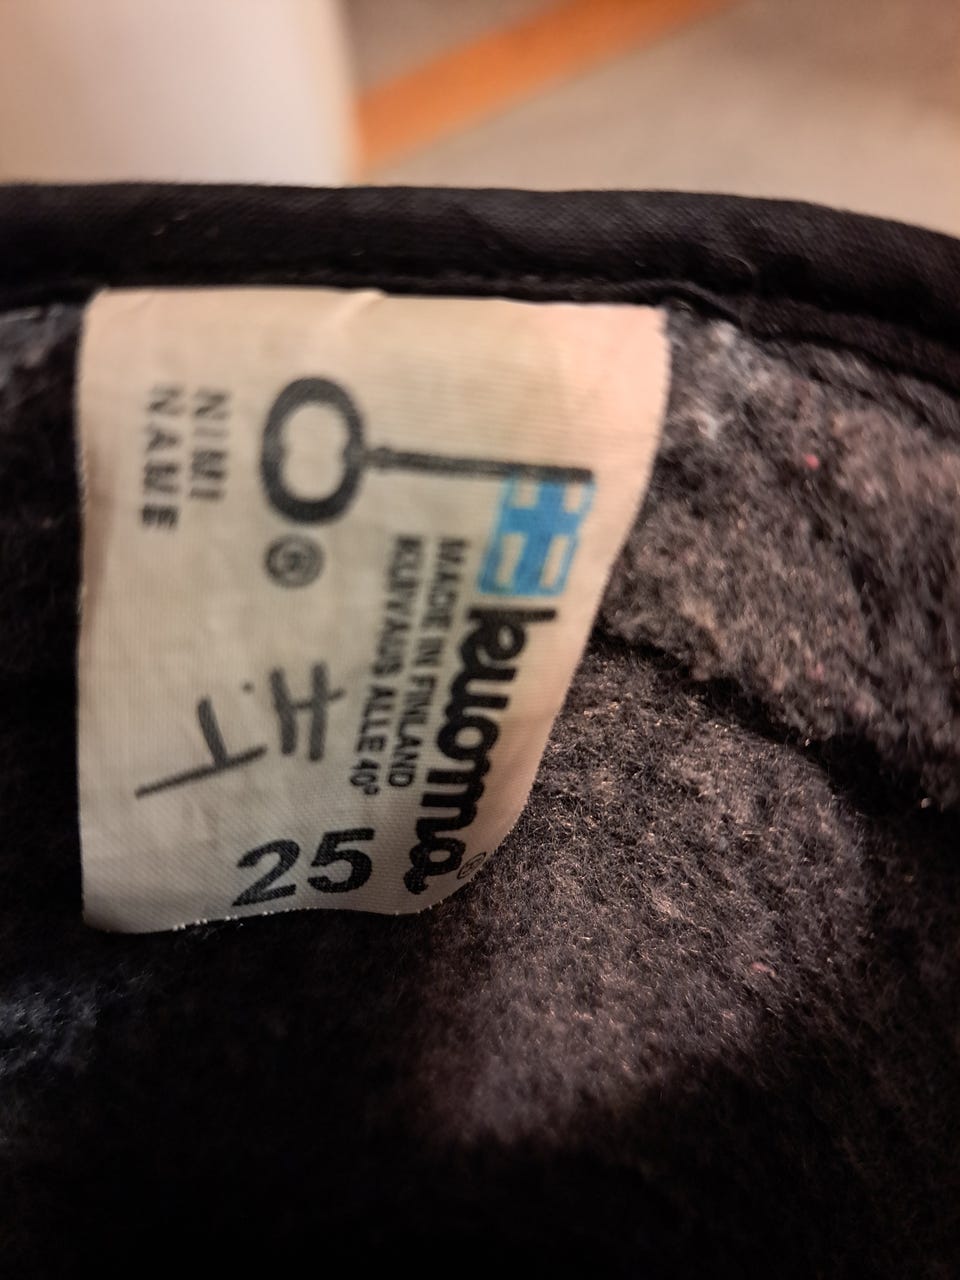 kuoma®
MADE IN FINLAND
KUIVAUS ALLE 40°
25
®
NIMI
NAME